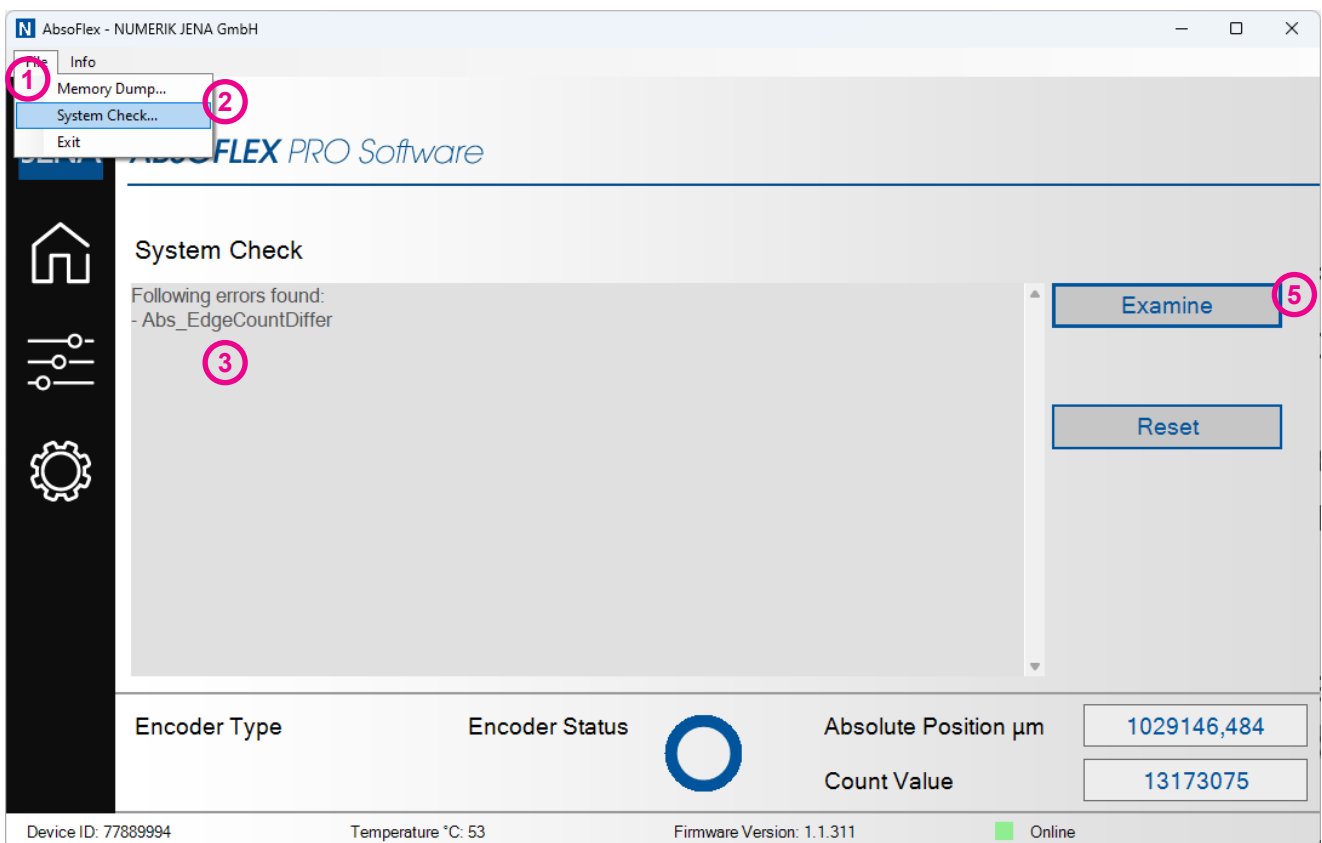 N AbsoFlex - NUMERIK JENA GmbH
File Info
1
Memory Dump...
2
System Check...
Exit
JENA ABSOFLEX PRO Software
System Check
Following errors found:
- Abs_EdgeCountDiffer
3
Examine
5
Reset
Encoder Type
Encoder Status
Absolute Position µm
1029146,484
Count Value
13173075
Device ID: 77889994
Temperature °C: 53
Firmware Version: 1.1.311
Online